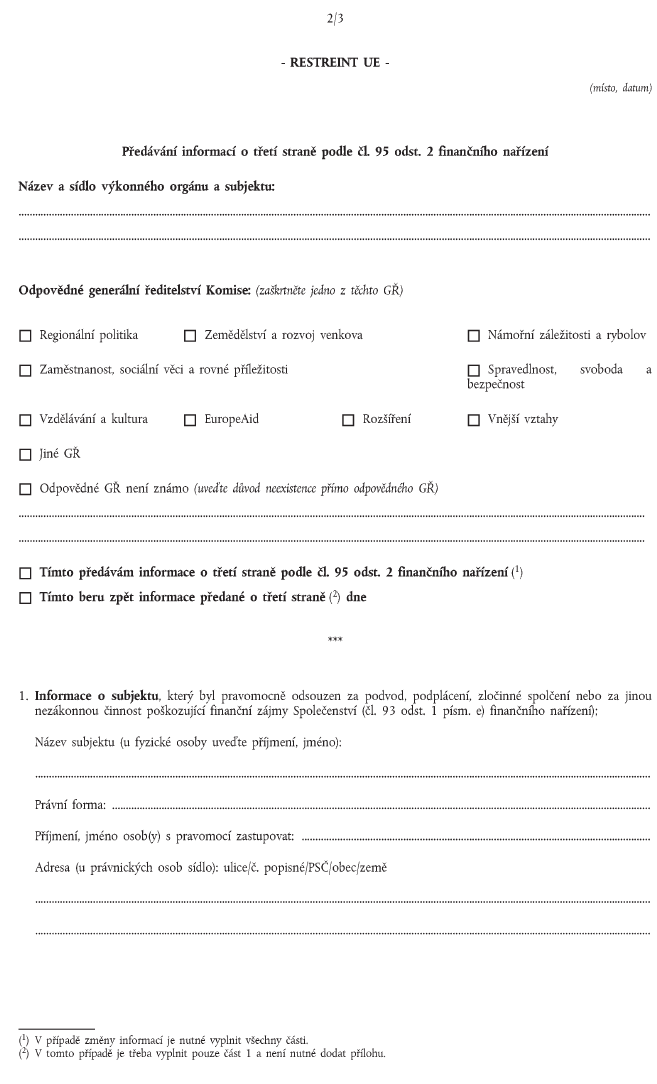 2/3
- RESTREINT UE -
(místo, datum)
Předávání informací o třetí straně podle čl. 95 odst. 2 finančního nařízení
Název a sídlo výkonného orgánu a subjektu:
Odpovědné generální ředitelství Komise: (zaškrtněte jedno z těchto GŘ)
Regionální politika Zemědělství a rozvoj venkova Námořní záležitosti a rybolov
Zaměstnanost, sociální věci a rovné příležitosti Spravedlnost, svoboda a
bezpečnost
Vzdělávání a kultura EuropeAid Rozšíření Vnější vztahy
Jiné GŘ
Odpovědné GŘ není známo (uveďte důvod neexistence přímo odpovědného GŘ)
Tímto předávám informace o třetí straně podle čl. 95 odst. 2 finančního nařízení (1)
Tímto beru zpět informace předané o třetí straně (2) dne
***
1. Informace o subjektu, který byl pravomocně odsouzen za podvod, podplácení, zločinné spolčení nebo za jinou
nezákonnou činnost poškozující finanční zájmy Společenství (čl. 93 odst. 1 písm. e) finančního nařízení);
Název subjektu (u fyzické osoby uveďte příjmení, jméno):
Právní forma:
Příjmení, jméno osob(y) s pravomocí zastupovat:
Adresa (u právnických osob sídlo): ulice/č. popisné/PSČ/obec/země
(1) V případě změny informací je nutné vyplnit všechny části.
(2) V tomto případě je třeba vyplnit pouze část 1 a není nutné dodat přílohu.